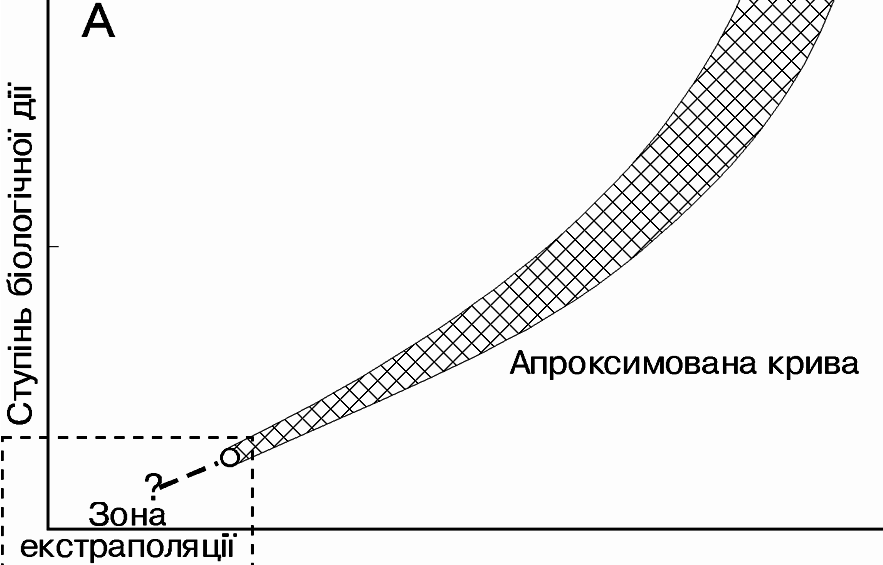 А
Ступінь біологічної дії
Апроксимована крива
?
Зона
екстраполяції